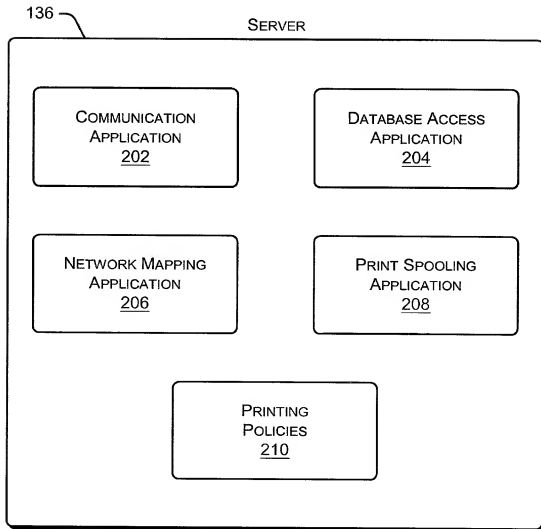 136
SERVER
COMMUNICATION
APPLICATION
202
DATABASE ACCESS
APPLICATION
204
NETWORK MAPPING
APPLICATION
206
PRINT SPOOLING
APPLICATION
208
PRINTING
POLICIES
210